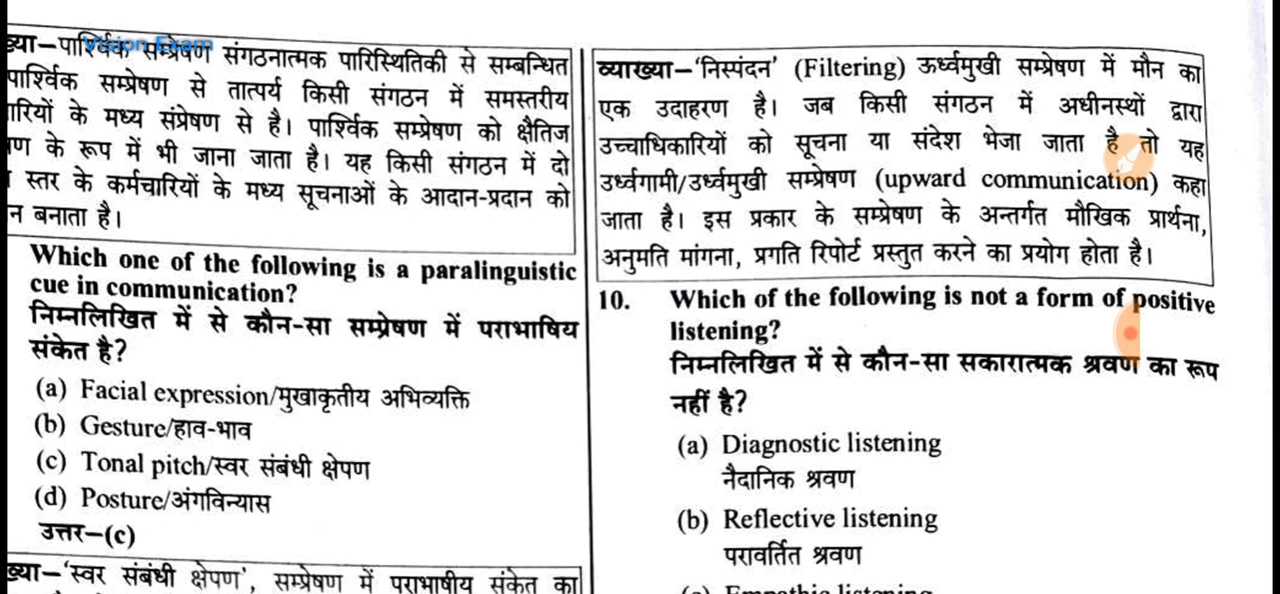 Vision Exam
ख्या–पार्श्विक सम्प्रेषण संगठनात्मक पारिस्थितिकी से सम्बन्धित
पार्श्विक सम्प्रेषण से तात्पर्य किसी संगठन में समस्तरीय
के मध्य संप्रेषण से है। पार्श्विक सम्प्रेषण को क्षैतिज
के रूप में भी जाना जाता है। यह किसी संगठन में दो
स्तर के कर्मचारियों के मध्य सूचनाओं के आदान-प्रदान को
न बनाता है।
Which one of the following is a paralinguistic
cue in communication?
निम्नलिखित में से कौन-सा सम्प्रेषण में पराभाषिय
संकेत है?
(a) Facial expression/मुखाकृतीय अभिव्यक्ति
(b) Gesture/हाव-भाव
(c) Tonal pitch/स्वर संबंधी क्षेपण
(d) Posture/अंगविन्यास
उत्तर–(c)
ख्या–‘स्वर संबंधी क्षेपण’, सम्प्रेषण में पराभाषीय संकेत का
व्याख्या–‘निस्पंदन’ (Filtering) ऊर्ध्वमुखी सम्प्रेषण में मौन का
एक उदाहरण है। जब किसी संगठन में अधीनस्थों द्वारा
उच्चाधिकारियों को सूचना या संदेश भेजा जाता है तो यह
उर्ध्वगामी/उर्ध्वमुखी सम्प्रेषण (upward communication) कहा
जाता है। इस प्रकार के सम्प्रेषण के अन्तर्गत मौखिक प्रार्थना,
अनुमति मांगना, प्रगति रिपोर्ट प्रस्तुत करने का प्रयोग होता है।
10. Which of the following is not a form of positive
listening?
निम्नलिखित में से कौन-सा सकारात्मक श्रवण का रूप
नहीं है?
(a) Diagnostic listening
नैदानिक श्रवण
(b) Reflective listening
परावर्तित श्रवण
(c) Empathic listening